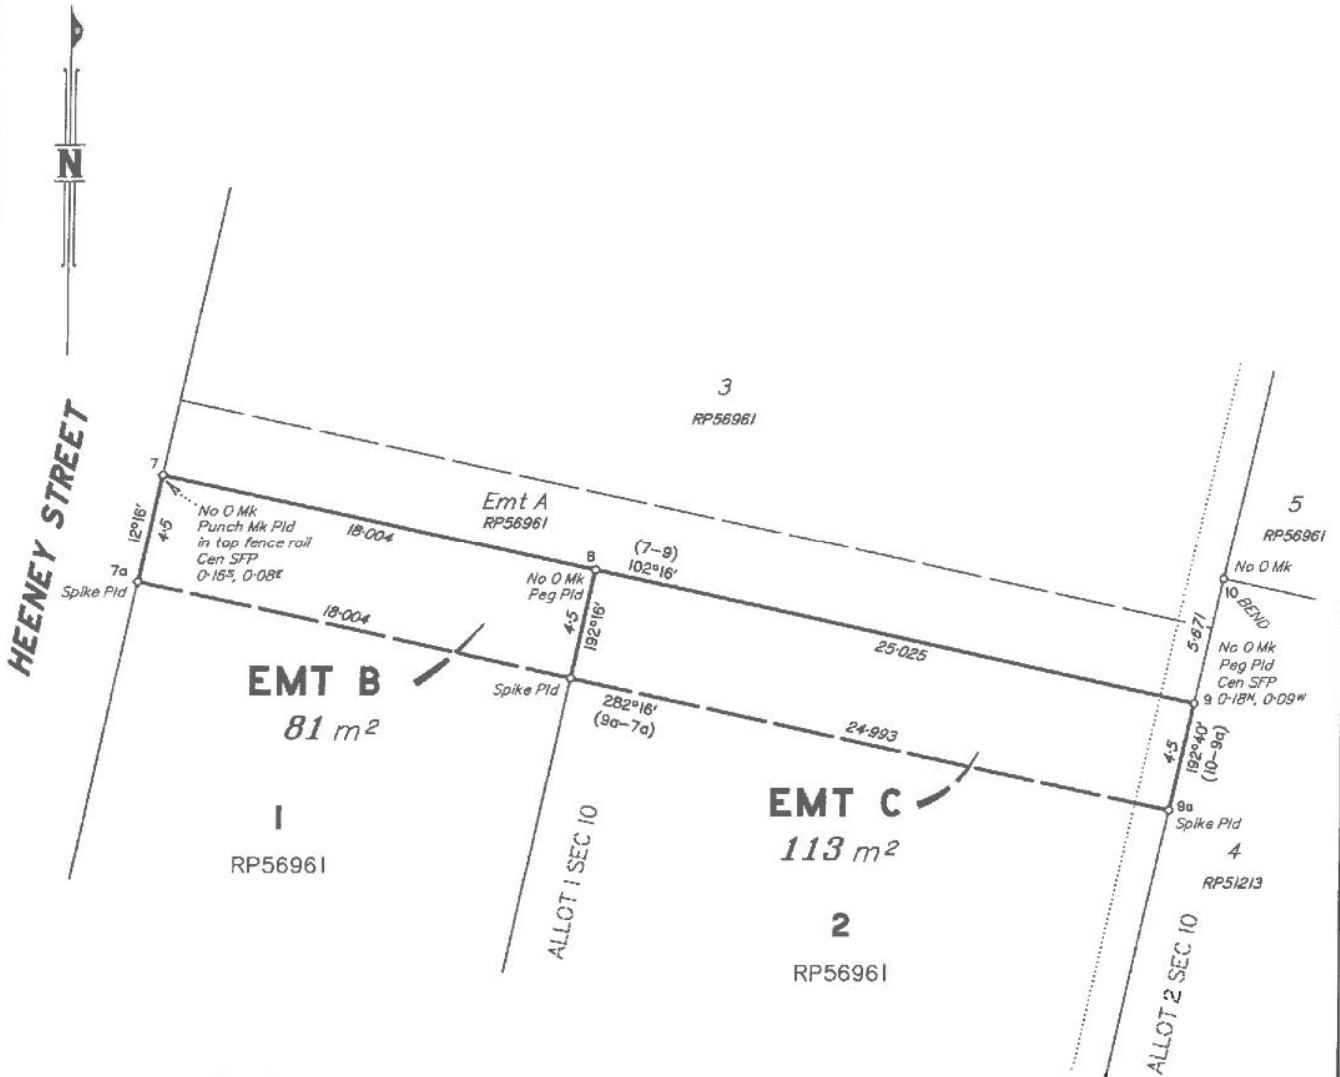 N
HEENEY STREET
3
RP56961
7
Emt A
RP56961
No O Mk
Punch Mk Pld
in top fence rail
Cen SFP
0·16S, 0·08E
12°16'
4·5
18·004
8
(7-9)
102°16'
5
RP56961
No O Mk
10
BEND
7a
Spike Pld
No O Mk
Peg Pld
4·5
192°16'
18·004
25·025
5·671
No O Mk
Peg Pld
Cen SFP
0·18N, 0·09W
9
EMT B
81 m²
Spike Pld
282°16'
(9a-7a)
24·993
4·5
192°40'
(10-9a)
EMT C
113 m²
9a
Spike Pld
1
RP56961
4
RP51213
ALLOT 1 SEC 10
2
RP56961
ALLOT 2 SEC 10